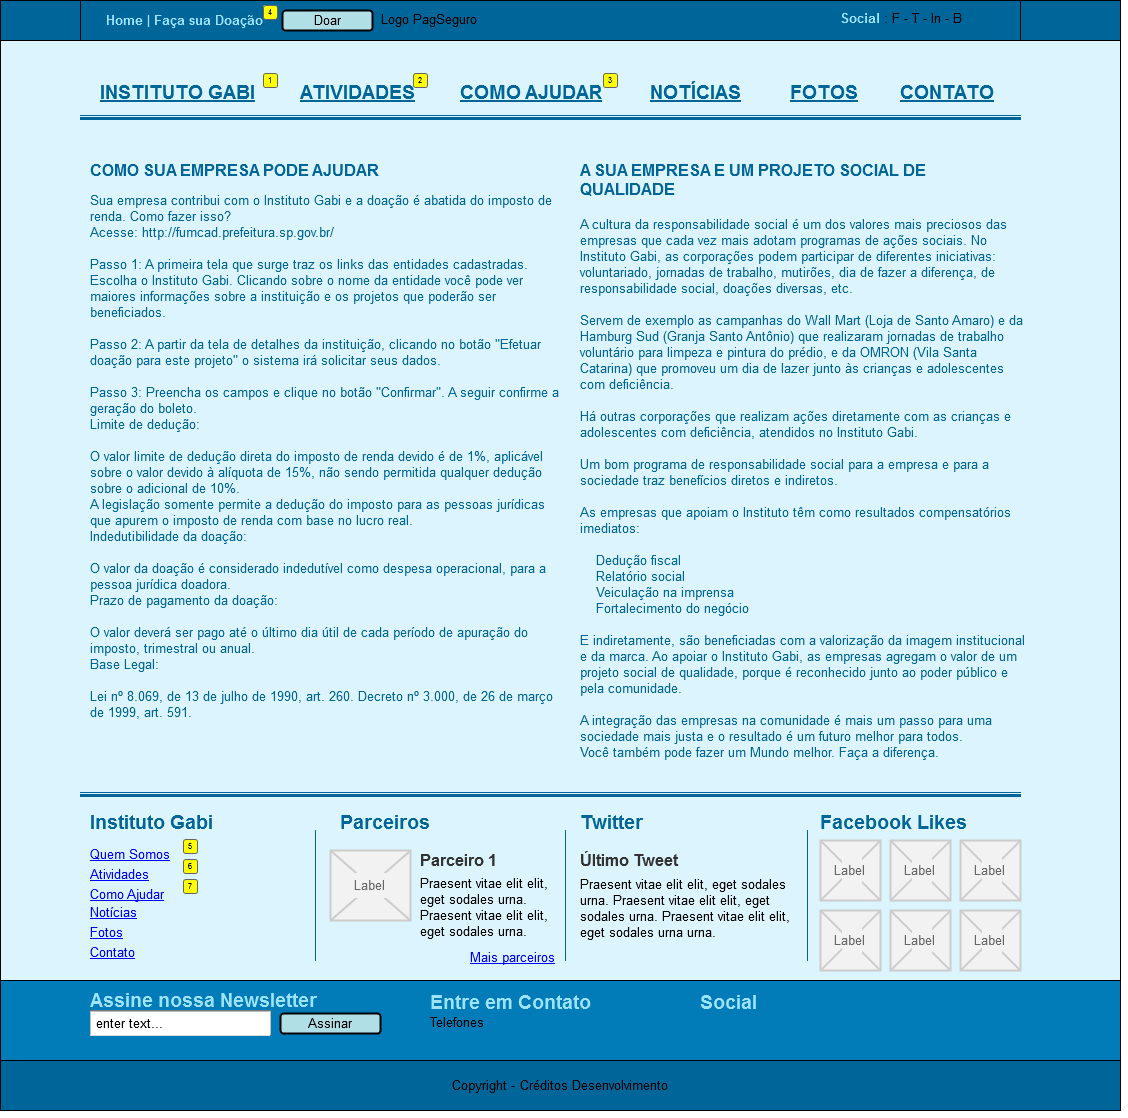 Home | Faça sua Doação 4 Doar Logo PagSeguro Social : F - T - In - B
INSTITUTO GABI 1 ATIVIDADES 2 COMO AJUDAR 3 NOTÍCIAS FOTOS CONTATO
COMO SUA EMPRESA PODE AJUDAR
Sua empresa contribui com o Instituto Gabi e a doação é abatida do imposto de
renda. Como fazer isso?
Acesse: http://fumcad.prefeitura.sp.gov.br/
Passo 1: A primeira tela que surge traz os links das entidades cadastradas.
Escolha o Instituto Gabi. Clicando sobre o nome da entidade você pode ver
maiores informações sobre a instituição e os projetos que poderão ser
beneficiados.
Passo 2: A partir da tela de detalhes da instituição, clicando no botão "Efetuar
doação para este projeto" o sistema irá solicitar seus dados.
Passo 3: Preencha os campos e clique no botão "Confirmar". A seguir confirme a
geração do boleto.
Limite de dedução:
O valor limite de dedução direta do imposto de renda devido é de 1%, aplicável
sobre o valor devido à alíquota de 15%, não sendo permitida qualquer dedução
sobre o adicional de 10%.
A legislação somente permite a dedução do imposto para as pessoas jurídicas
que apurem o imposto de renda com base no lucro real.
Indedutibilidade da doação:
O valor da doação é considerado indedutível como despesa operacional, para a
pessoa jurídica doadora.
Prazo de pagamento da doação:
O valor deverá ser pago até o último dia útil de cada período de apuração do
imposto, trimestral ou anual.
Base Legal:
Lei nº 8.069, de 13 de julho de 1990, art. 260. Decreto nº 3.000, de 26 de março
de 1999, art. 591.
A SUA EMPRESA E UM PROJETO SOCIAL DE
QUALIDADE
A cultura da responsabilidade social é um dos valores mais preciosos das
empresas que cada vez mais adotam programas de ações sociais. No
Instituto Gabi, as corporações podem participar de diferentes iniciativas:
voluntariado, jornadas de trabalho, mutirões, dia de fazer a diferença, de
responsabilidade social, doações diversas, etc.
Servem de exemplo as campanhas do Wall Mart (Loja de Santo Amaro) e da
Hamburg Sud (Granja Santo Antônio) que realizaram jornadas de trabalho
voluntário para limpeza e pintura do prédio, e da OMRON (Vila Santa
Catarina) que promoveu um dia de lazer junto às crianças e adolescentes
com deficiência.
Há outras corporações que realizam ações diretamente com as crianças e
adolescentes com deficiência, atendidos no Instituto Gabi.
Um bom programa de responsabilidade social para a empresa e para a
sociedade traz benefícios diretos e indiretos.
As empresas que apoiam o Instituto têm como resultados compensatórios
imediatos:
Dedução fiscal
Relatório social
Veiculação na imprensa
Fortalecimento do negócio
E indiretamente, são beneficiadas com a valorização da imagem institucional
e da marca. Ao apoiar o Instituto Gabi, as empresas agregam o valor de um
projeto social de qualidade, porque é reconhecido junto ao poder público e
pela comunidade.
A integração das empresas na comunidade é mais um passo para uma
sociedade mais justa e o resultado é um futuro melhor para todos.
Você também pode fazer um Mundo melhor. Faça a diferença.
Instituto Gabi
Quem Somos 5
Atividades 6
Como Ajudar 7
Notícias
Fotos
Contato
Parceiros
Label
Parceiro 1
Praesent vitae elit elit,
eget sodales urna.
Praesent vitae elit elit,
eget sodales urna.
Mais parceiros
Twitter
Último Tweet
Praesent vitae elit elit, eget sodales
urna. Praesent vitae elit elit, eget
sodales urna. Praesent vitae elit elit,
eget sodales urna urna.
Facebook Likes
Label Label Label
Label Label Label
Assine nossa Newsletter
enter text... Assinar
Entre em Contato
Telefones
Social
Copyright - Créditos Desenvolvimento